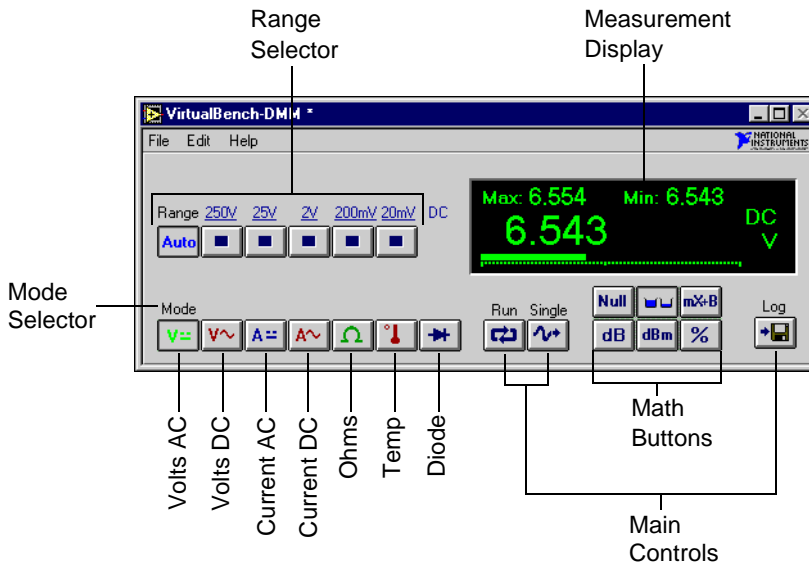 Range
Selector
Measurement
Display
VirtualBench-DMM *
File Edit Help
NATIONAL
INSTRUMENTS
Max: 6.554 Min: 6.543
6.543
DC
V
Range 250V 25V 2V 200mV 20mV DC
Auto
Mode
Selector
Mode
V V A A Ω
Run Single
Null mX+B
dB dBm %
Log
Volts AC
Volts DC
Current AC
Current DC
Ohms
Temp
Diode
Math
Buttons
Main
Controls